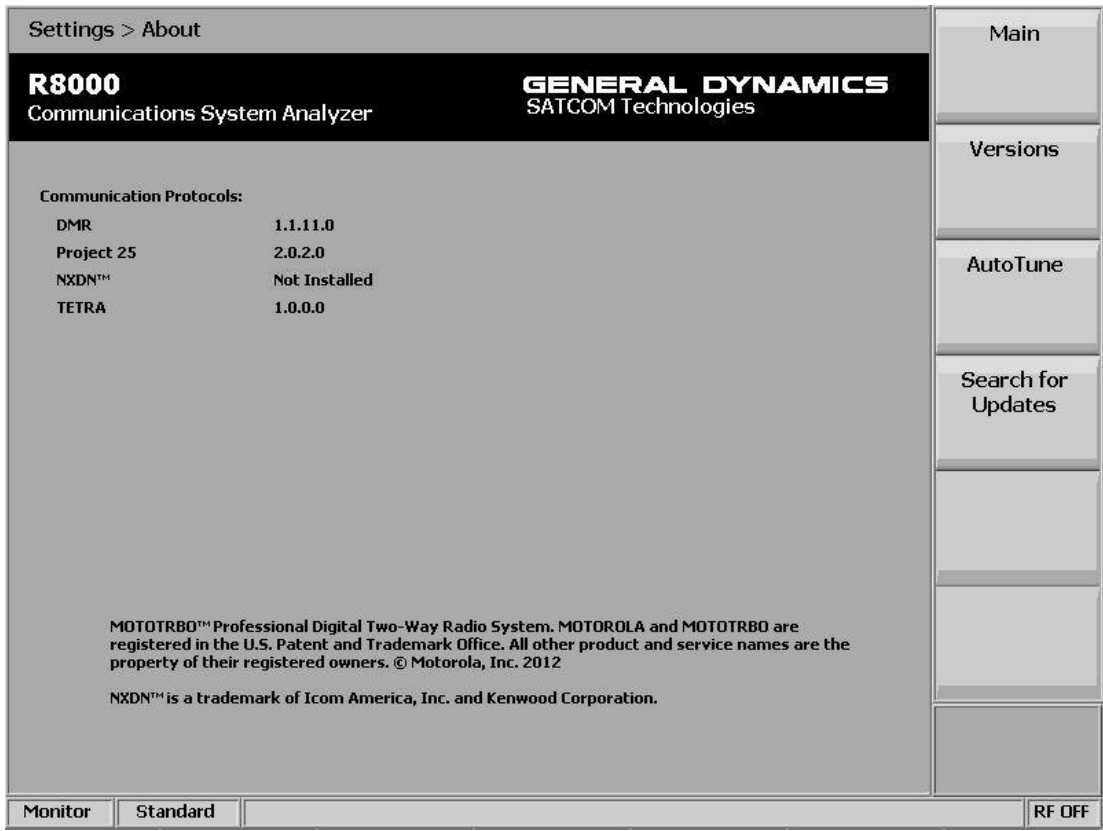 Settings > About
R8000
Communications System Analyzer
GENERAL DYNAMICS
SATCOM Technologies
Communication Protocols:
DMR 1.1.11.0
Project 25 2.0.2.0
NXDN™ Not Installed
TETRA 1.0.0.0
MOTOTRBO™ Professional Digital Two-Way Radio System. MOTOROLA and MOTOTRBO are
registered in the U.S. Patent and Trademark Office. All other product and service names are the
property of their registered owners. © Motorola, Inc. 2012
NXDN™ is a trademark of Icom America, Inc. and Kenwood Corporation.
Main
Versions
AutoTune
Search for
Updates
Monitor Standard RF OFF